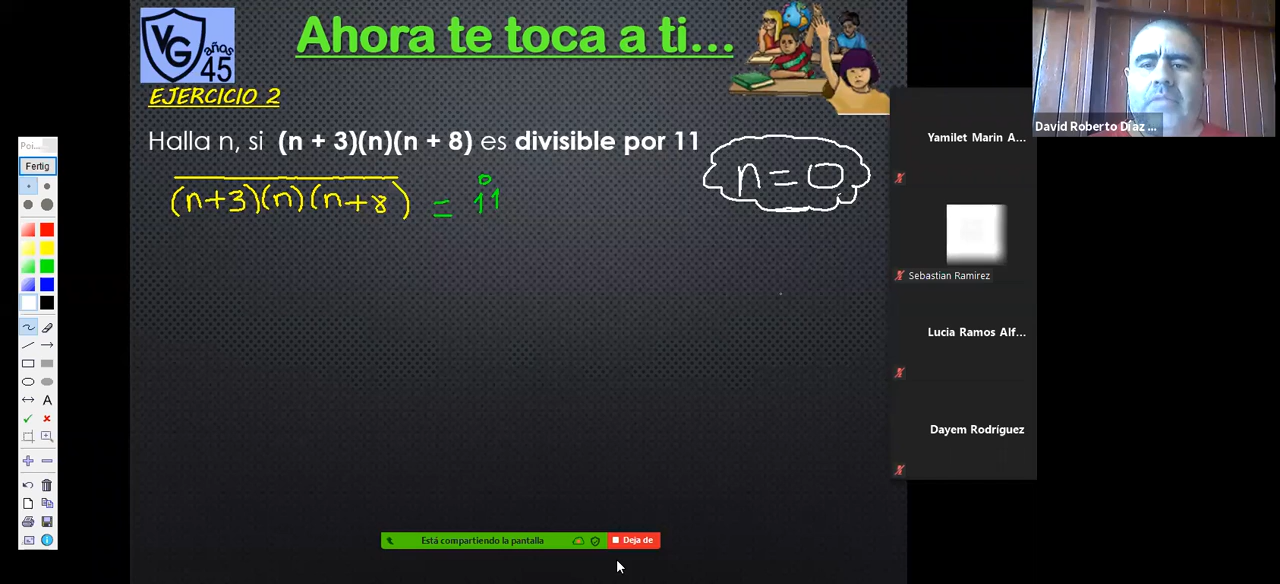 VG
años
45
Ahora te toca a ti...
EJERCICIO 2
Halla n, si (n + 3)(n)(n + 8) es divisible por 11
(n+3)(n)(n+8) = 11
n = 0
Poi...
Fertig
A
David Roberto Díaz ...
Yamilet Marin A...
Sebastian Ramirez
Lucia Ramos Alf...
Dayem Rodríguez
Está compartiendo la pantalla
Deja de